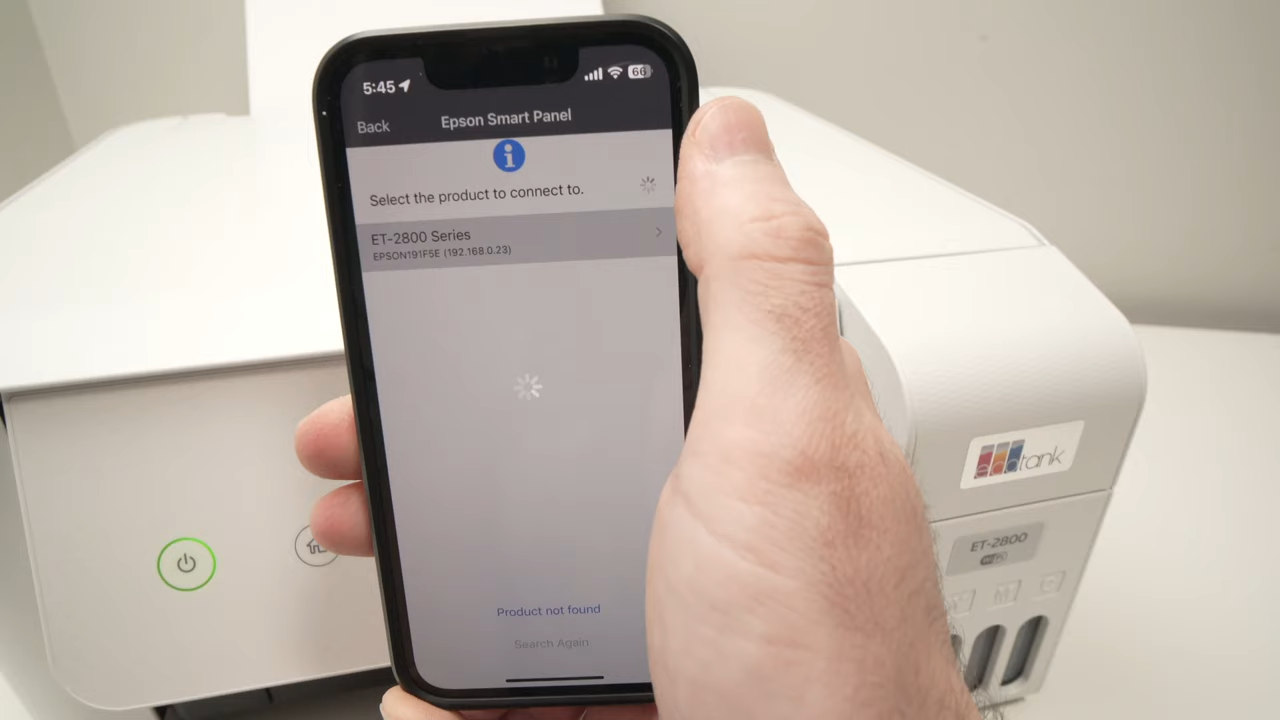 5:45
66
Back
Epson Smart Panel
Select the product to connect to.
ET-2800 Series
EPSON191F5E (192.168.0.23)
Product not found
Search Again
ecotank
ET-2800